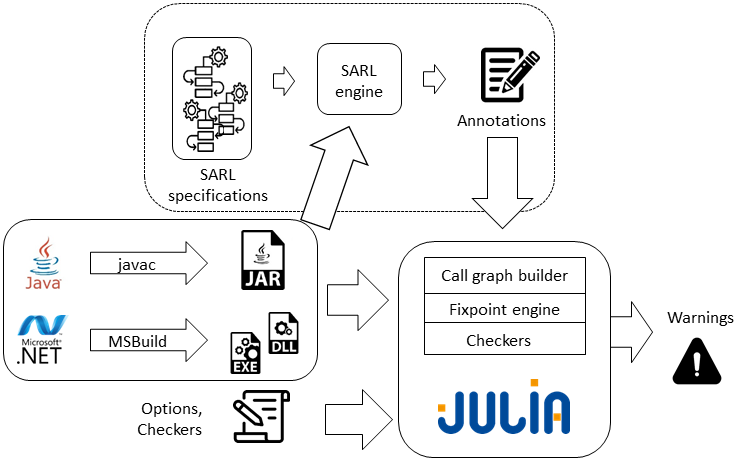 SARL
engine
Annotations
SARL
specifications
Java
javac
JAR
Microsoft®
.NET
MSBuild
EXE
DLL
Call graph builder
Fixpoint engine
Checkers
Warnings
JULIA
Options,
Checkers